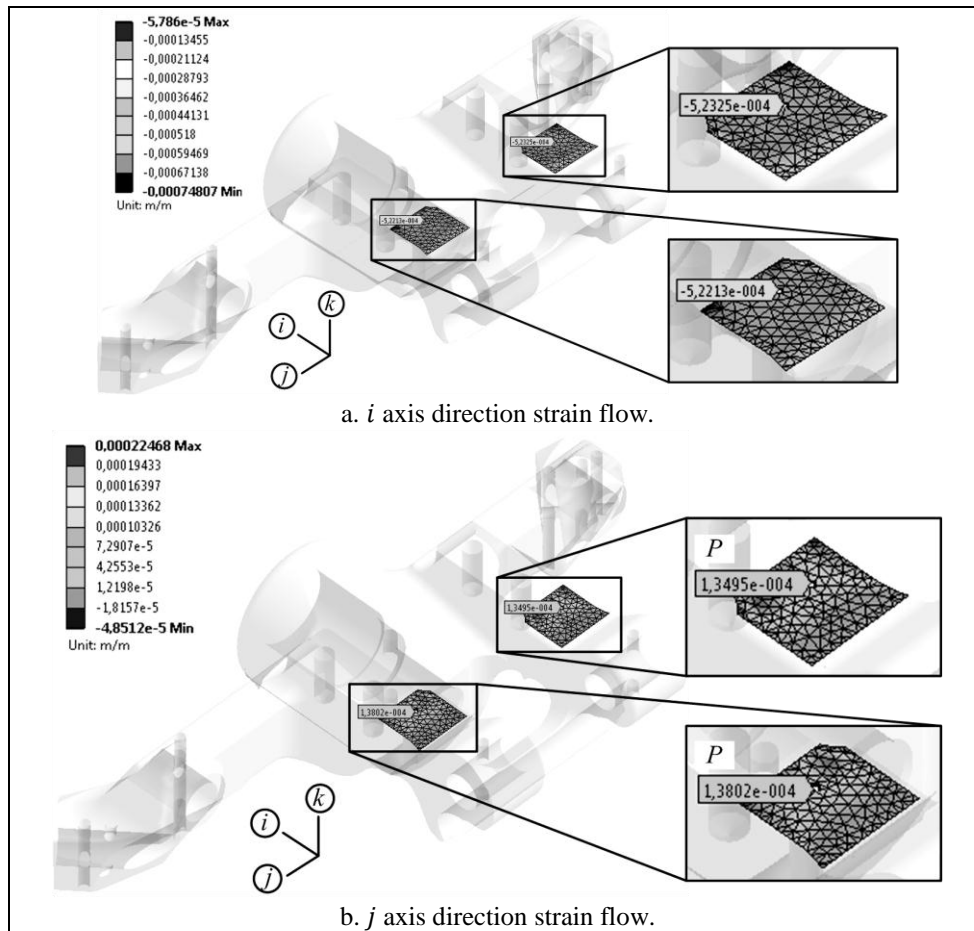 -5,786e-5 Max
-0,00013455
-0,00021124
-0,00028793
-0,00036462
-0,00044131
-0,000518
-0,00059469
-0,00067138
-0,00074807 Min
Unit: m/m
-5,2325e-004
-5,2325e-004
-5,2213e-004
-5,2213e-004
k
i
j
a. i axis direction strain flow.
0,00022468 Max
0,00019433
0,00016397
0,00013362
0,00010326
7,2907e-5
4,2553e-5
1,2198e-5
-1,8157e-5
-4,8512e-5 Min
Unit: m/m
P
1,3495e-004
1,3495e-004
1,3802e-004
P
1,3802e-004
k
i
j
b. j axis direction strain flow.